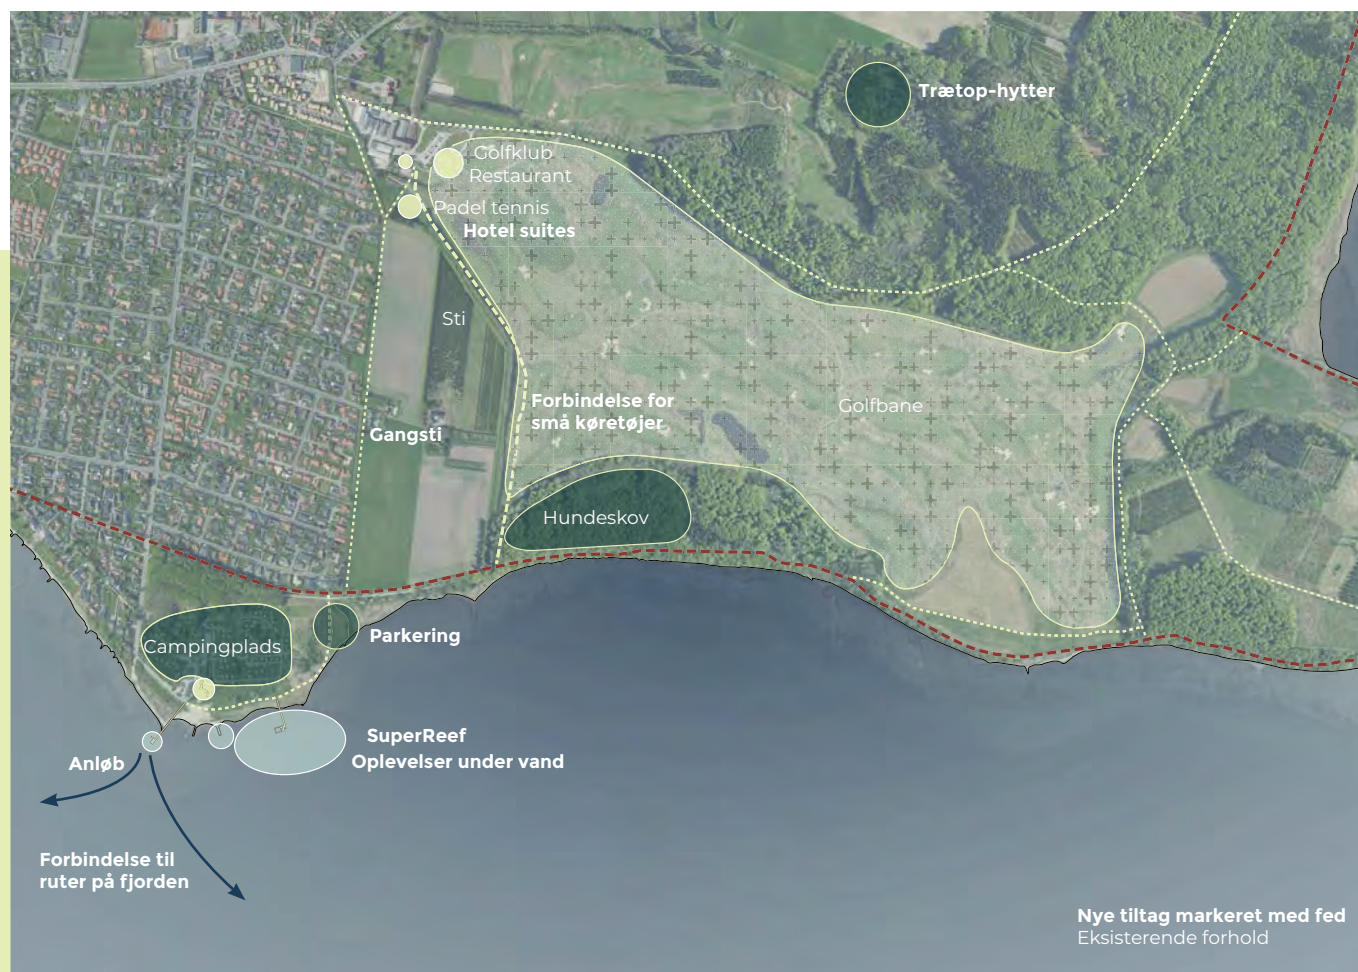 Trætop-hytter
Golfklub
Restaurant
Padel tennis
Hotel suites
Sti
Forbindelse for
små køretøjer
Golfbane
Gangsti
Hundeskov
Campingplads
Parkering
SuperReef
Oplevelser under vand
Anløb
Forbindelse til
ruter på fjorden
Nye tiltag markeret med fed
Eksisterende forhold